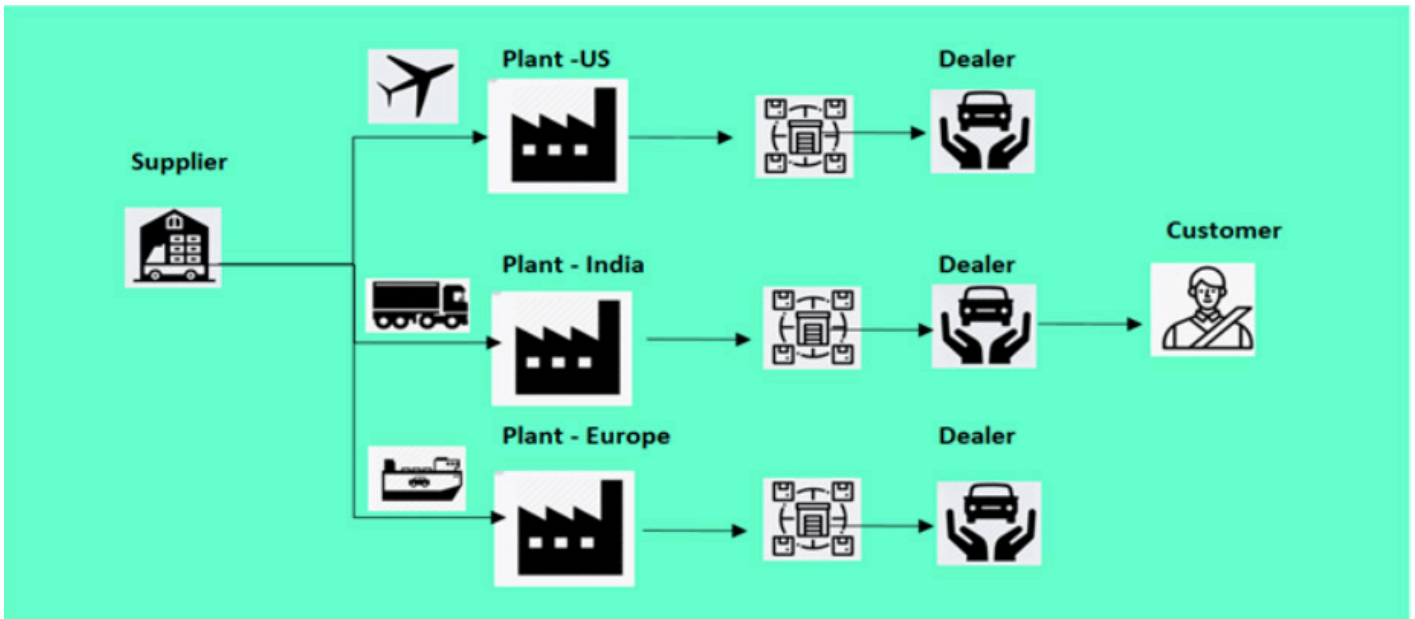 Plant -US
Dealer
Supplier
Customer
Plant - India
Dealer
Plant - Europe
Dealer